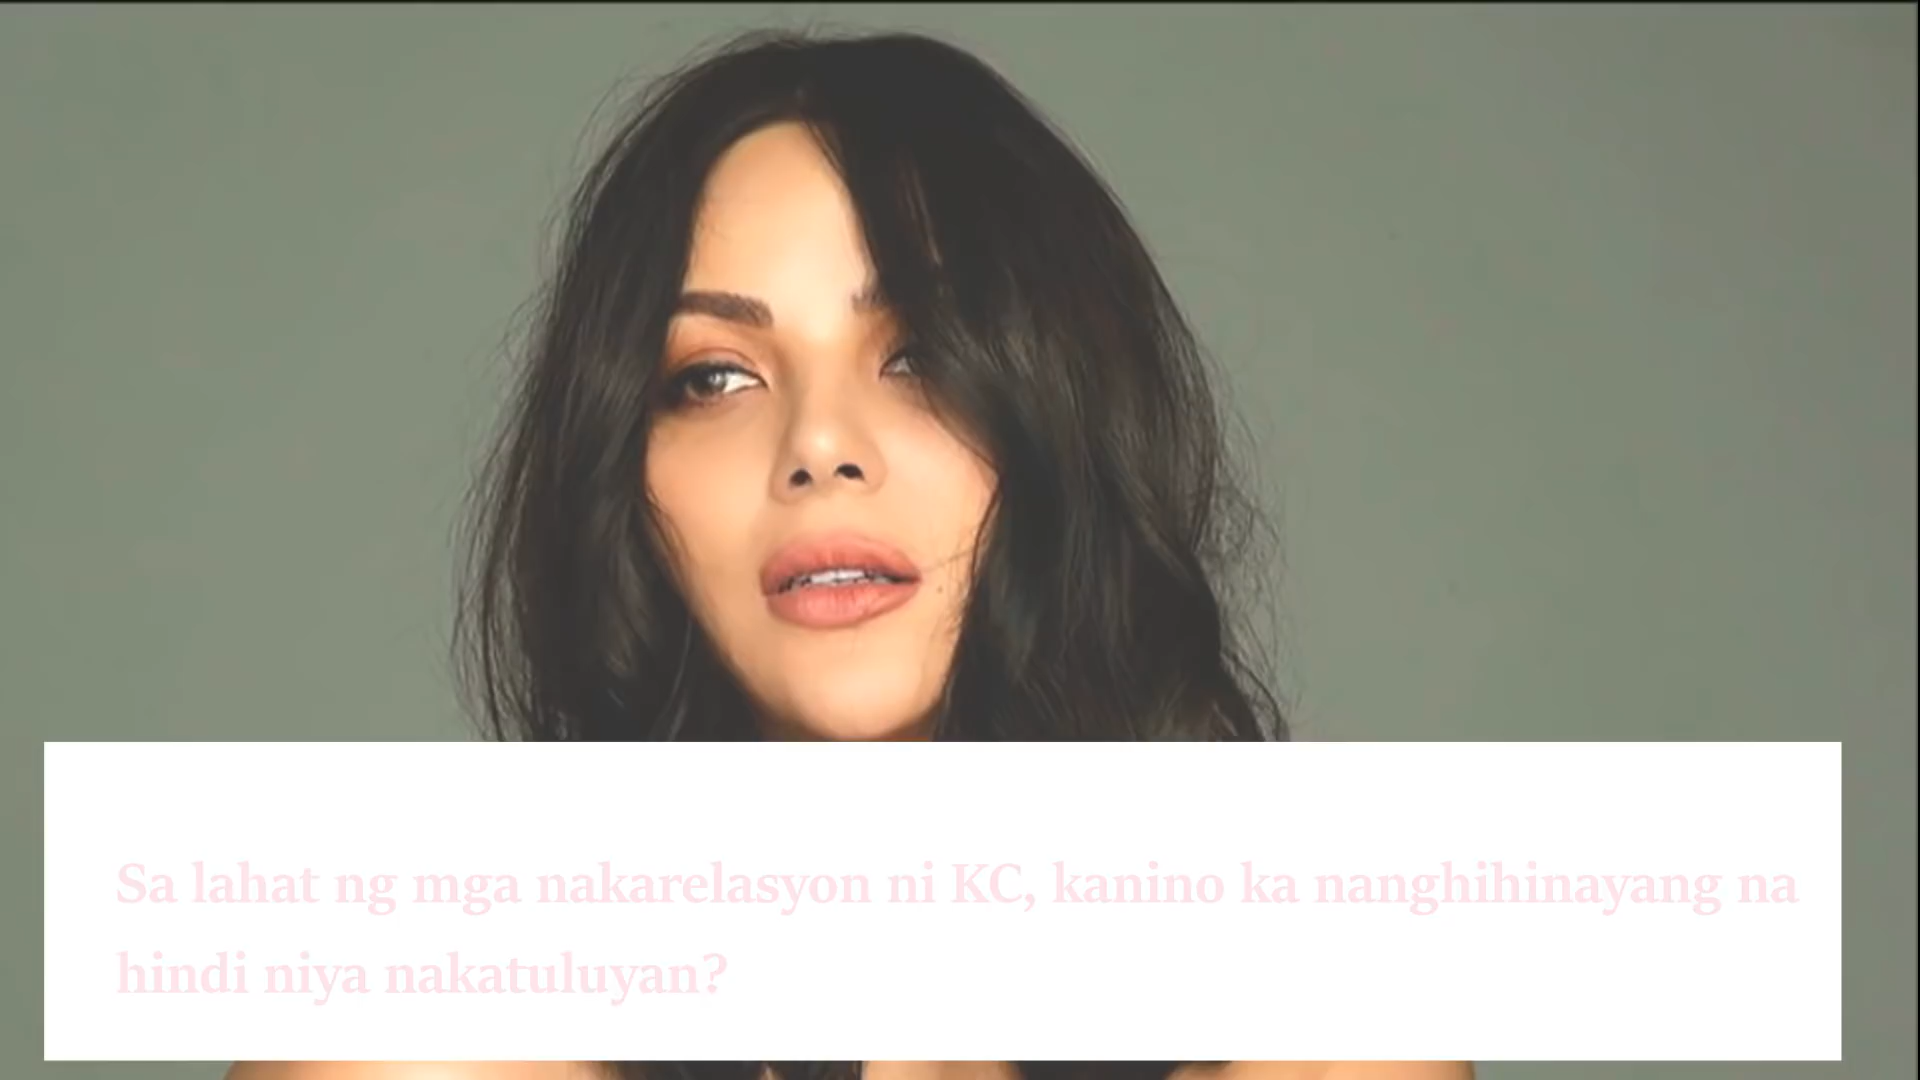 Sa lahat ng mga nakarelasyon ni KC, kanino ka nanghihinayang na
hindi niya nakatuluyan?